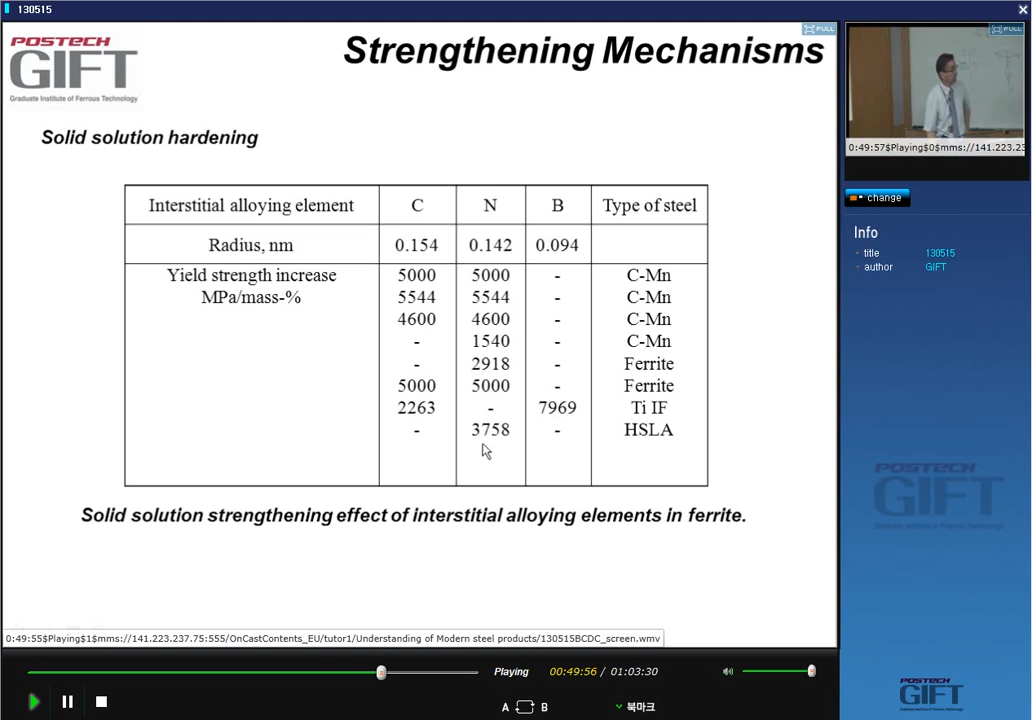 130515
POSTECH
GIFT
Graduate Institute of Ferrous Technology
Strengthening Mechanisms
FULL
Solid solution hardening
Interstitial alloying element C N B Type of steel
Radius, nm 0.154 0.142 0.094
Yield strength increase 5000 5000 - C-Mn
MPa/mass-% 5544 5544 - C-Mn
4600 4600 - C-Mn
- 1540 - C-Mn
- 2918 - Ferrite
5000 5000 - Ferrite
2263 - 7969 Ti IF
- 3758 - HSLA
Solid solution strengthening effect of interstitial alloying elements in ferrite.
0:49:55$Playing$1$mms://141.223.237.75:555/OnCastContents_EU/tutor1/Understanding of Modern steel products/130515BCDC_screen.wmv
Playing 00:49:56 / 01:03:30
A B 북마크
FULL
0:49:57$Playing$0$mms://141.223.23
change
Info
title 130515
author GIFT
POSTECH
GIFT
POSTECH
GIFT